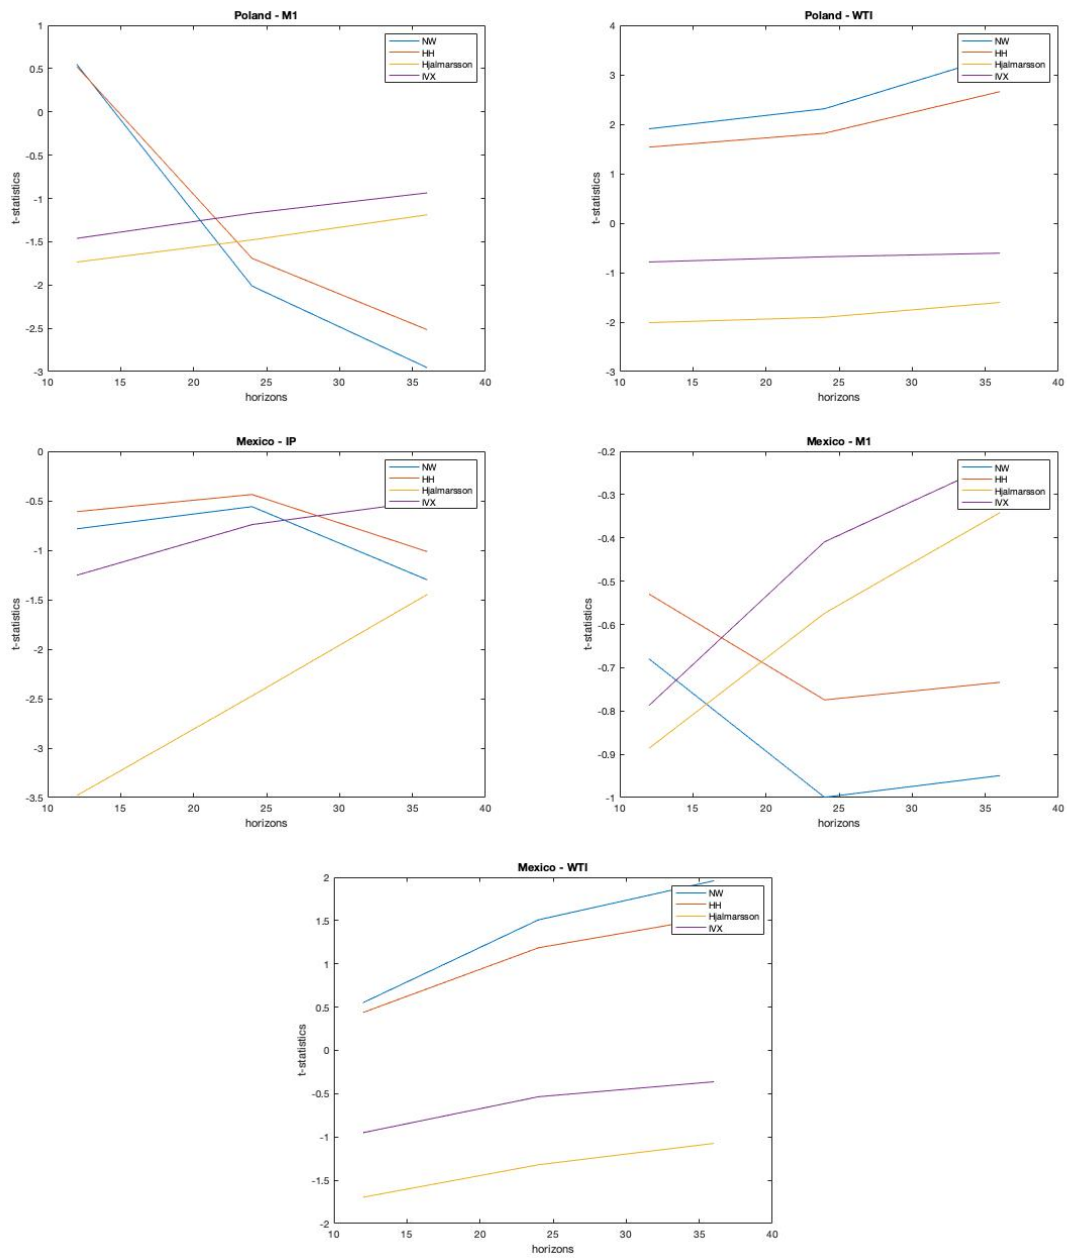 Poland - M1
1
0.5
0
-0.5
-1
-1.5
-2
-2.5
-3
t-statistics
10 15 20 25 30 35 40
horizons
NW
HH
Hjalmarsson
IVX
Poland - WTI
4
3
2
1
0
-1
-2
-3
t-statistics
10 15 20 25 30 35 40
horizons
NW
HH
Hjalmarsson
IVX
Mexico - IP
0
-0.5
-1
-1.5
-2
-2.5
-3
-3.5
t-statistics
10 15 20 25 30 35 40
horizons
NW
HH
Hjalmarsson
IVX
Mexico - M1
-0.2
-0.3
-0.4
-0.5
-0.6
-0.7
-0.8
-0.9
-1
t-statistics
10 15 20 25 30 35 40
horizons
NW
HH
Hjalmarsson
IVX
Mexico - WTI
2
1.5
1
0.5
0
-0.5
-1
-1.5
-2
t-statistics
10 15 20 25 30 35 40
horizons
NW
HH
Hjalmarsson
IVX